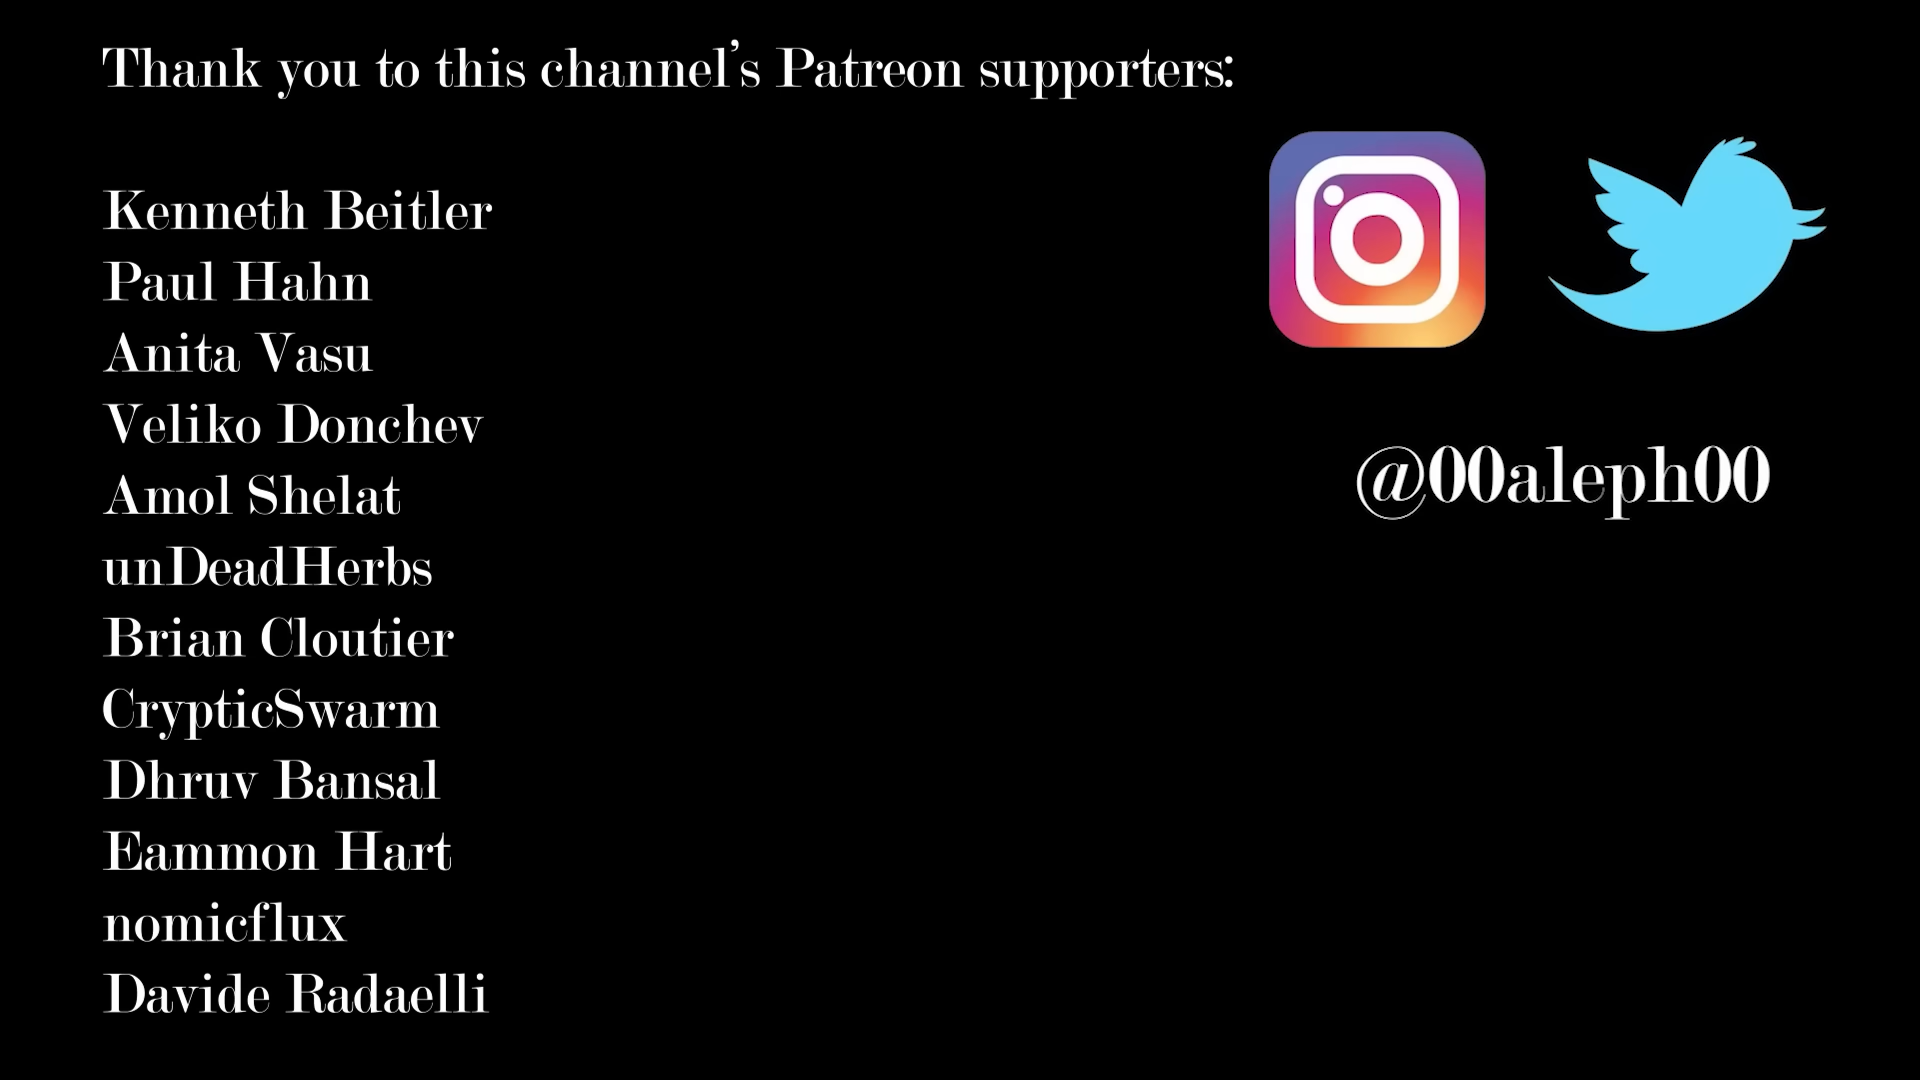 Thank you to this channel's Patreon supporters:
Kenneth Beitler
Paul Hahn
Anita Vasu
Veliko Donchev
Amol Shelat
unDeadHerbs
Brian Cloutier
CrypticSwarm
Dhruv Bansal
Eammon Hart
nomicflux
Davide Radaelli
@00aleph00